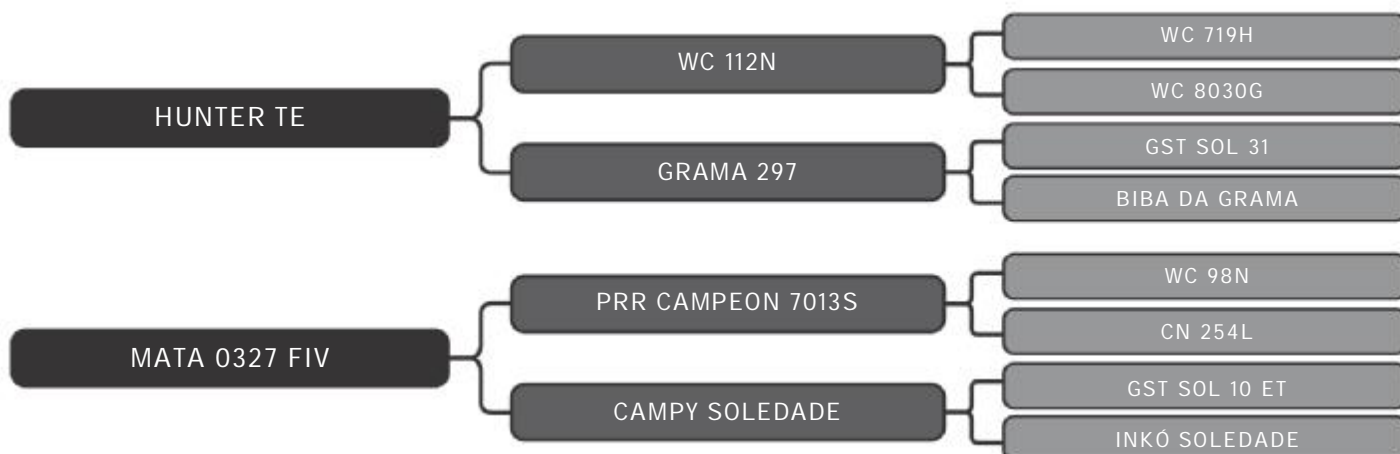 HUNTER TE
WC 112N
WC 719H
WC 8030G
GRAMA 297
GST SOL 31
BIBA DA GRAMA
MATA 0327 FIV
PRR CAMPEON 7013S
WC 98N
CN 254L
CAMPY SOLEDADE
GST SOL 10 ET
INKÓ SOLEDADE